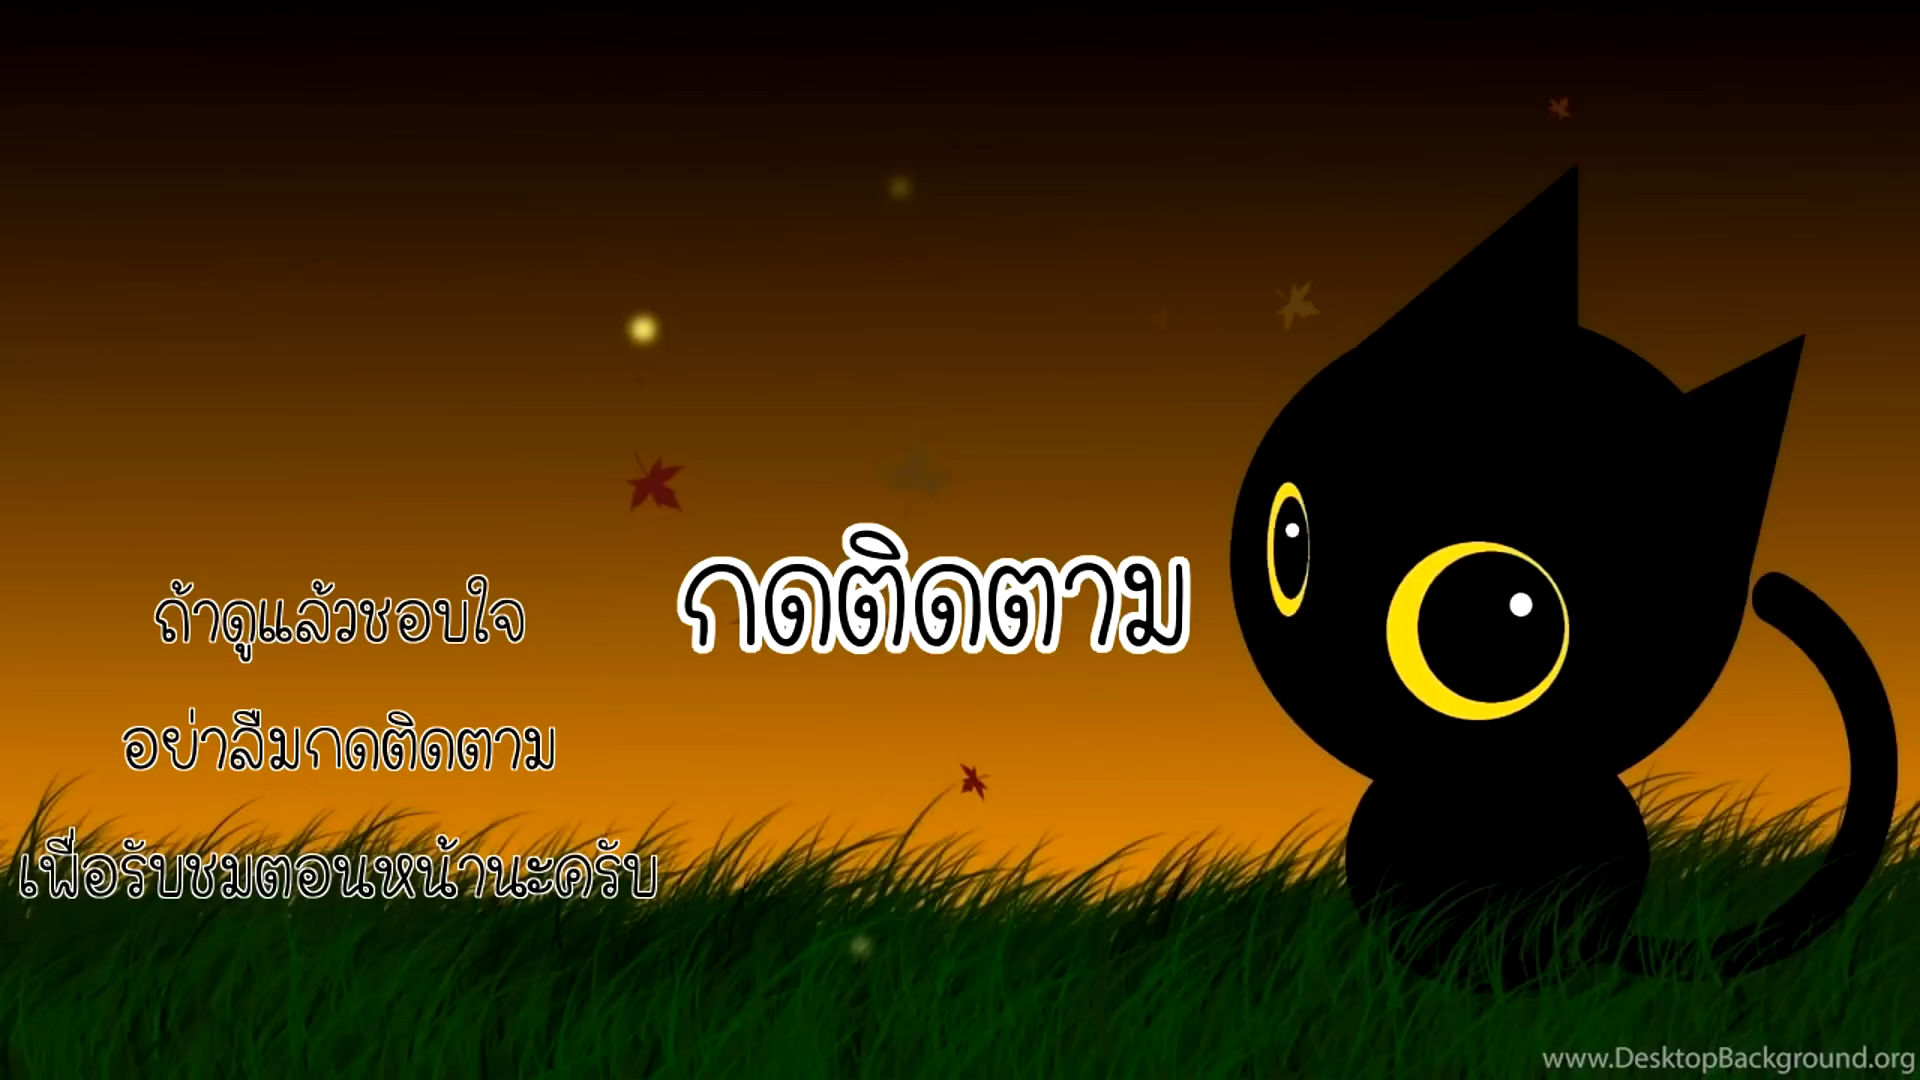 กดติดตาม
ถ้าดูแล้วชอบใจ
อย่าลืมกดติดตาม
เพื่อรับชมตอนหน้านะครับ
www.DesktopBackground.org